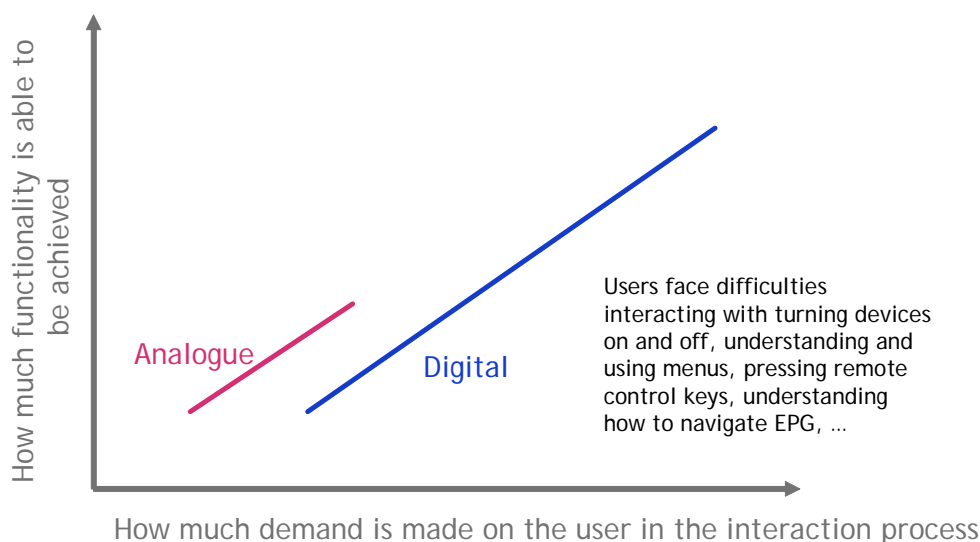 How much functionality is able to
be achieved
Analogue
Digital
Users face difficulties
interacting with turning devices
on and off, understanding and
using menus, pressing remote
control keys, understanding
how to navigate EPG, ...
How much demand is made on the user in the interaction process